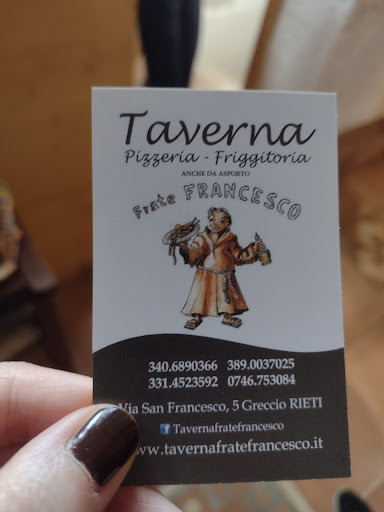 Taverna
Pizzeria - Friggitoria
ANCHE DA ASPORTO
Frate FRANCESCO
340.6890366 389.0037025
331.4523592 0746.753084
Via San Francesco, 5 Greccio RIETI
f Tavernafratefrancesco
www.tavernafratefrancesco.it